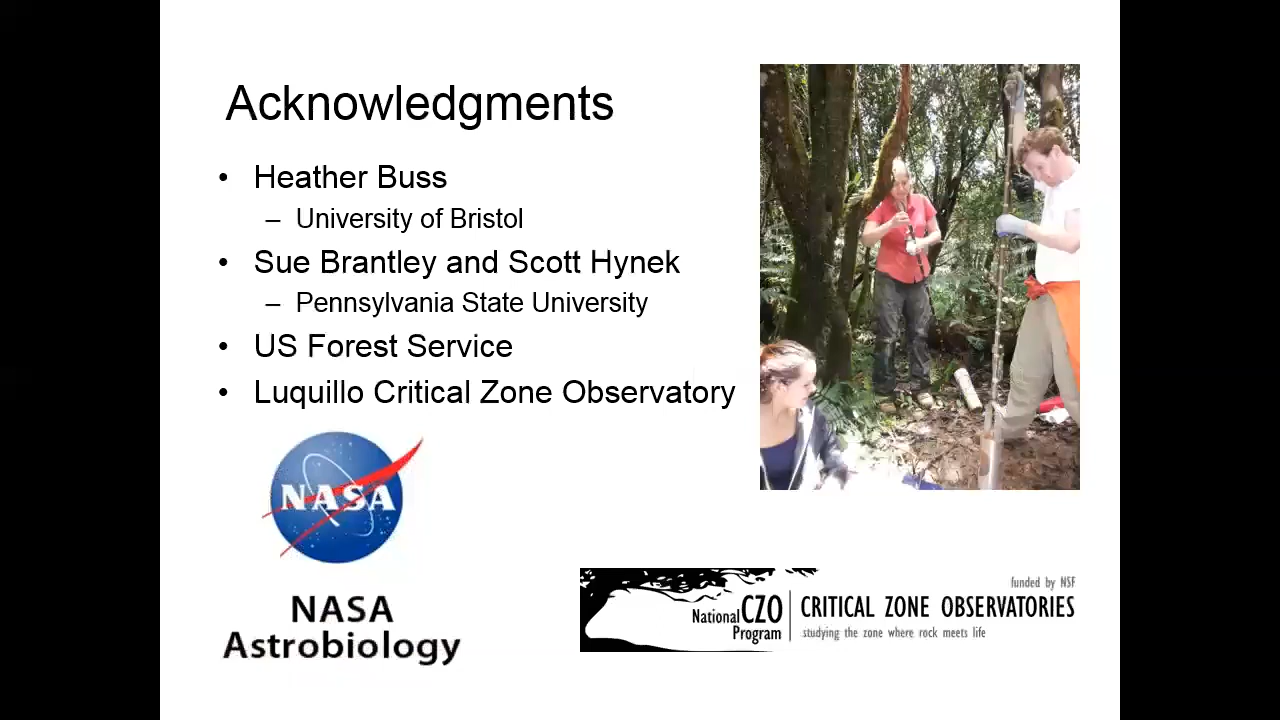 Acknowledgments
• Heather Buss
– University of Bristol
• Sue Brantley and Scott Hynek
– Pennsylvania State University
• US Forest Service
• Luquillo Critical Zone Observatory
NASA
NASA
Astrobiology
funded by NSF
National CZO Program
CRITICAL ZONE OBSERVATORIES
studying the zone where rock meets life